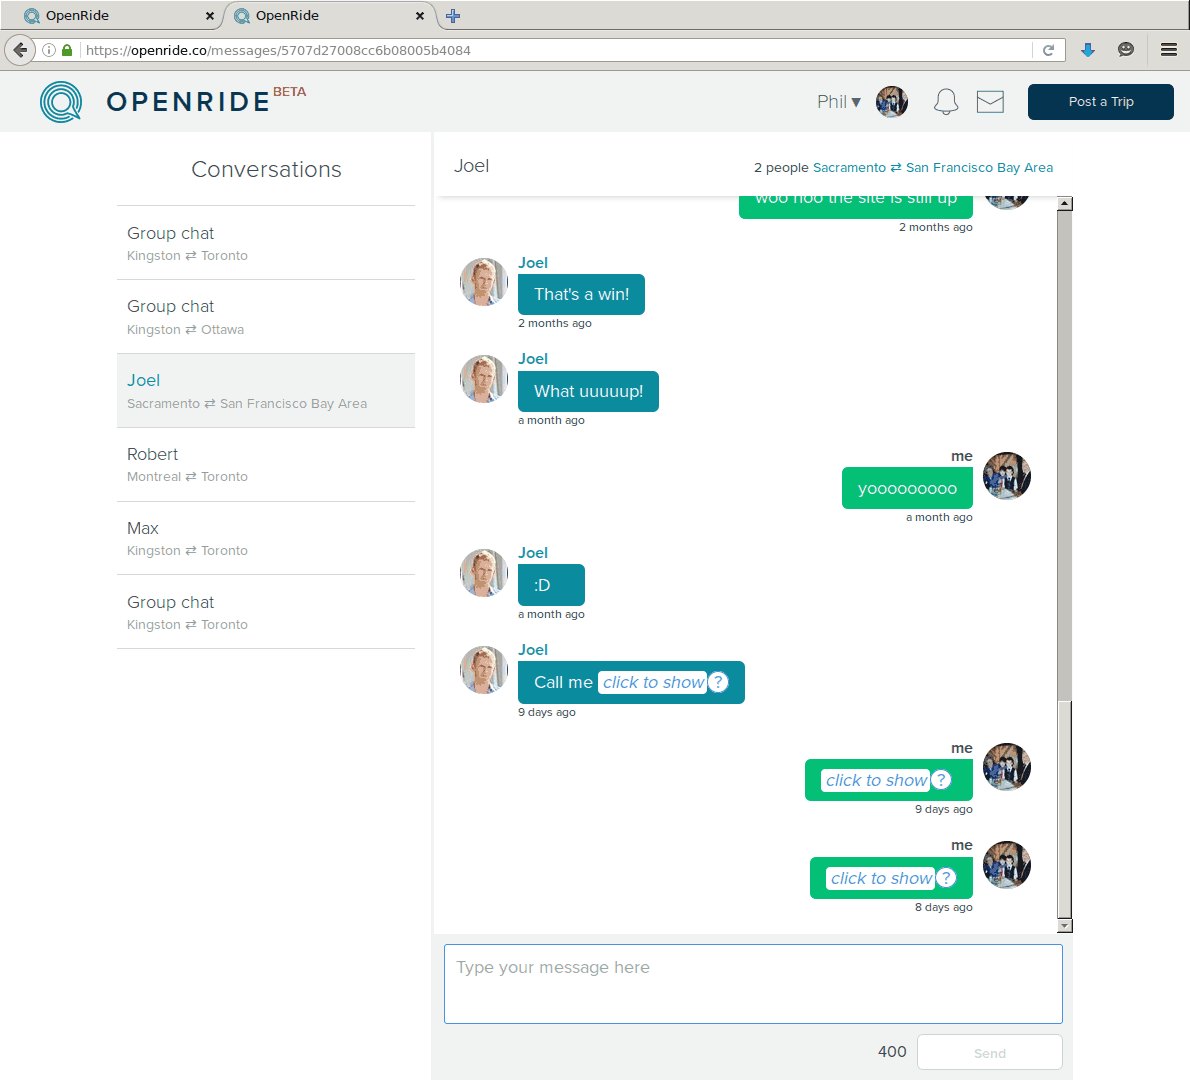 OpenRide
OpenRide
https://openride.co/messages/5707d27008cc6b08005b4084
OPENRIDE BETA
Phil ▾
Post a Trip
Conversations
Group chat
Kingston ⇄ Toronto
Group chat
Kingston ⇄ Ottawa
Joel
Sacramento ⇄ San Francisco Bay Area
Robert
Montreal ⇄ Toronto
Max
Kingston ⇄ Toronto
Group chat
Kingston ⇄ Toronto
Joel
2 people Sacramento ⇄ San Francisco Bay Area
woo hoo the site is still up
2 months ago
Joel
That's a win!
2 months ago
Joel
What uuuuup!
a month ago
me
yooooooooo
a month ago
Joel
:D
a month ago
Joel
Call me click to show ?
9 days ago
me
click to show ?
9 days ago
me
click to show ?
8 days ago
Type your message here
400
Send